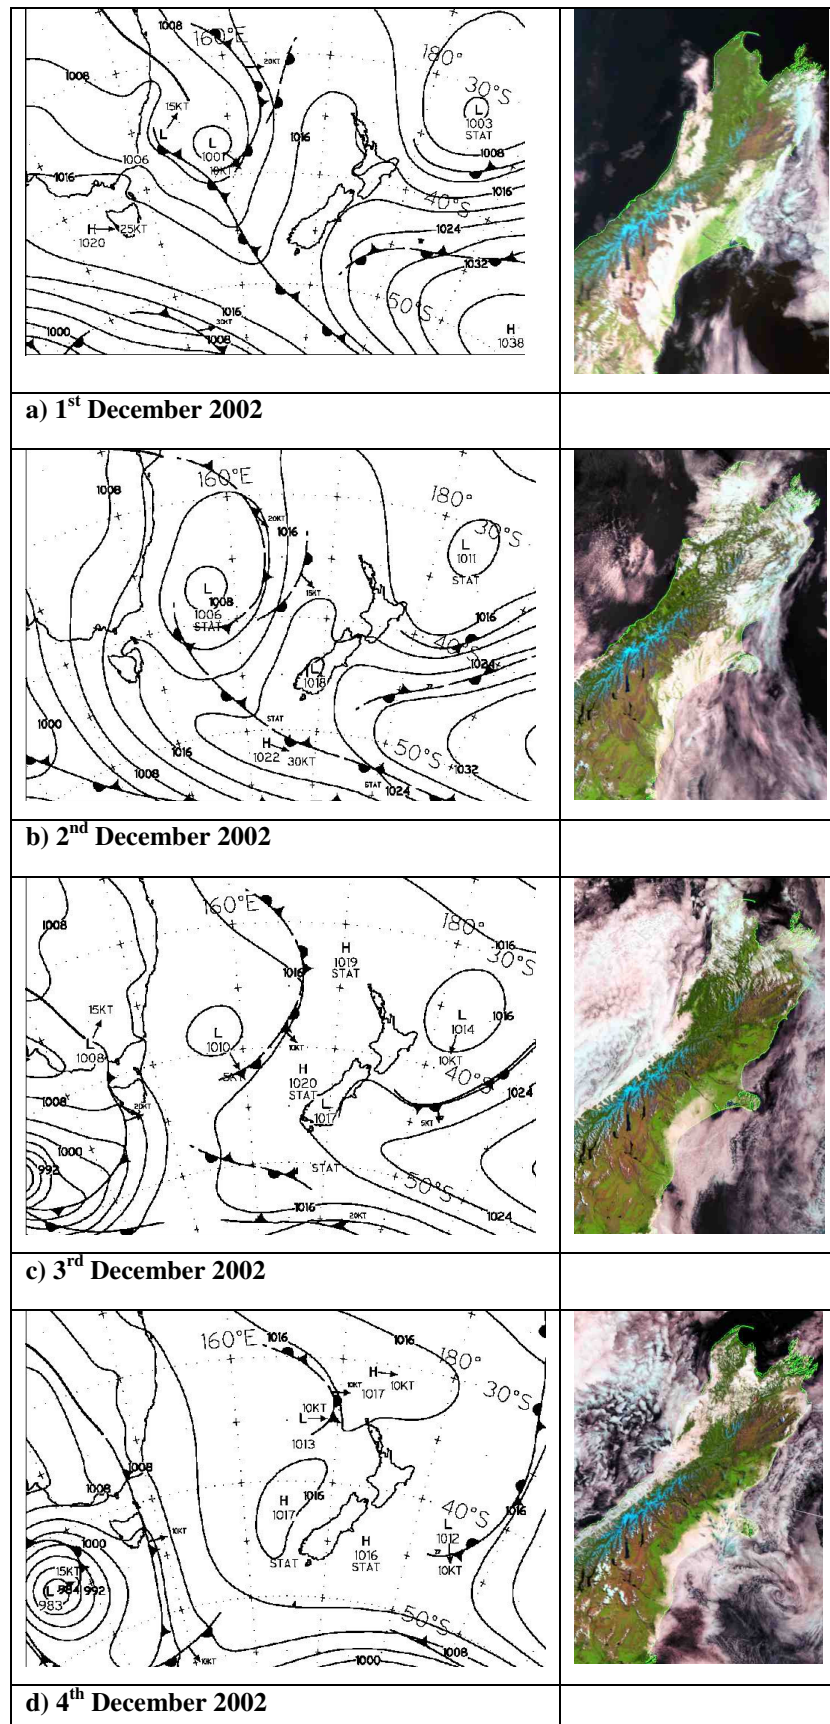 160°E
20KT
180°
30°S
1008
15KT
L
L
1003
STAT
L
1016
1008
1006
1016
1016
40°S
H
1020
25KT
1024
1032
1016
50°S
1000
30KT
1008
H
1038
a) 1st December 2002
1008
160°E
180°
20KT
1016
30°S
L
1011
STAT
15KT
L
1008
1006
STAT
1016
40°S
1024
L
1018
1000
STAT
1016
H
50°S
1022
30KT
1032
1008
STAT
1024
b) 2nd December 2002
160°E
1008
180°
1016
H
1019
STAT
30°S
1016
15KT
L
1014
1016
L
1010
L
1008
10KT
10KT
5KT
H
1020
STAT
40°S
1024
1008
20KT
L
1017
5KT
1000
992
STAT
50°S
1016
20KT
1024
c) 3rd December 2002
160°E
1016
1016
180°
H
10KT
1017
10KT
30°S
10KT
L
1013
1008
1008
H
1016
1017
40°S
1016
L
1012
1000
10KT
H
1016
STAT
STAT
10KT
15KT
L
984
992
983
50°S
10KT
1008
1000
d) 4th December 2002